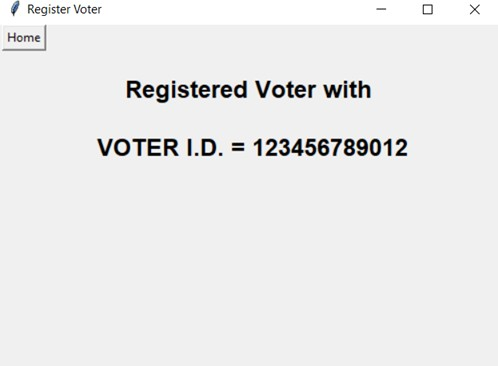 Register Voter
Home
Registered Voter with
VOTER I.D. = 123456789012